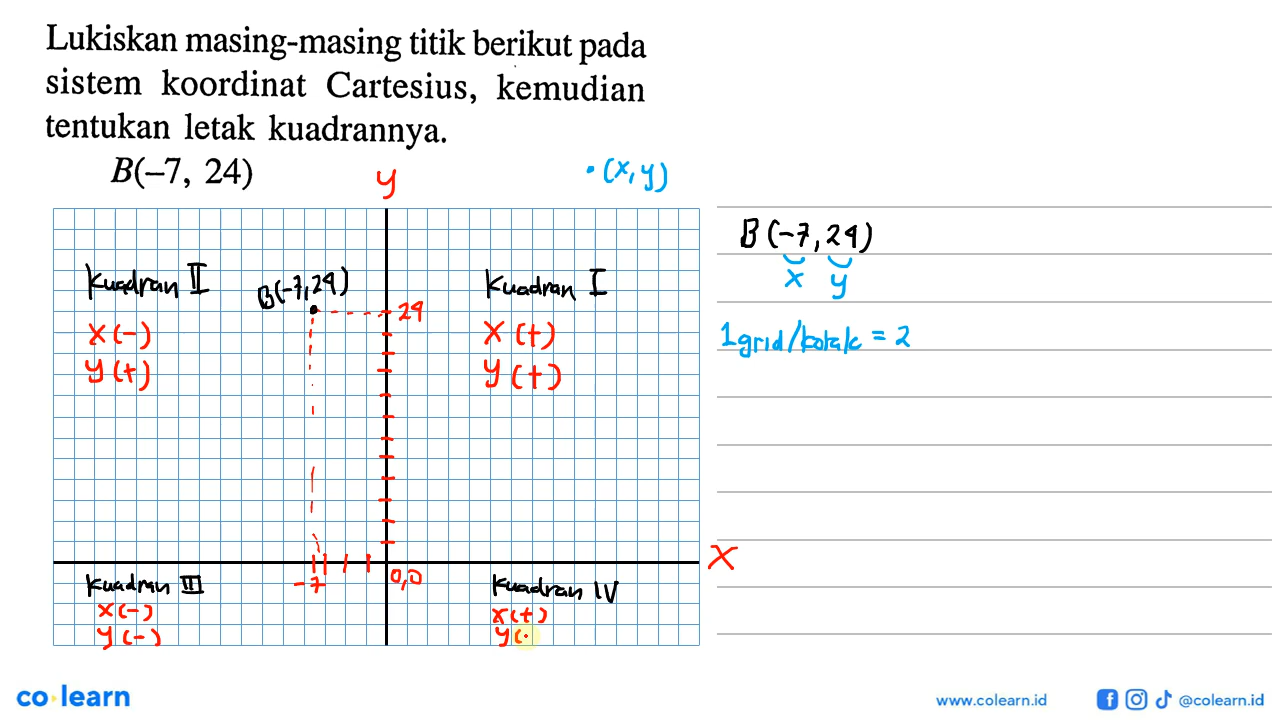 Lukiskan masing-masing titik berikut pada
sistem koordinat Cartesius, kemudian
tentukan letak kuadrannya.
B(–7, 24)
y
• (x, y)
B (-7, 24)
x y
1 grid/kotak = 2
Kuadran II
x (-)
y (+)
B(-7,24)
24
Kuadran I
x (+)
y (+)
x
-7
0,0
Kuadran III
x (-)
y (-)
Kuadran IV
x (+)
y (
co learn
www.colearn.id
@colearn.id